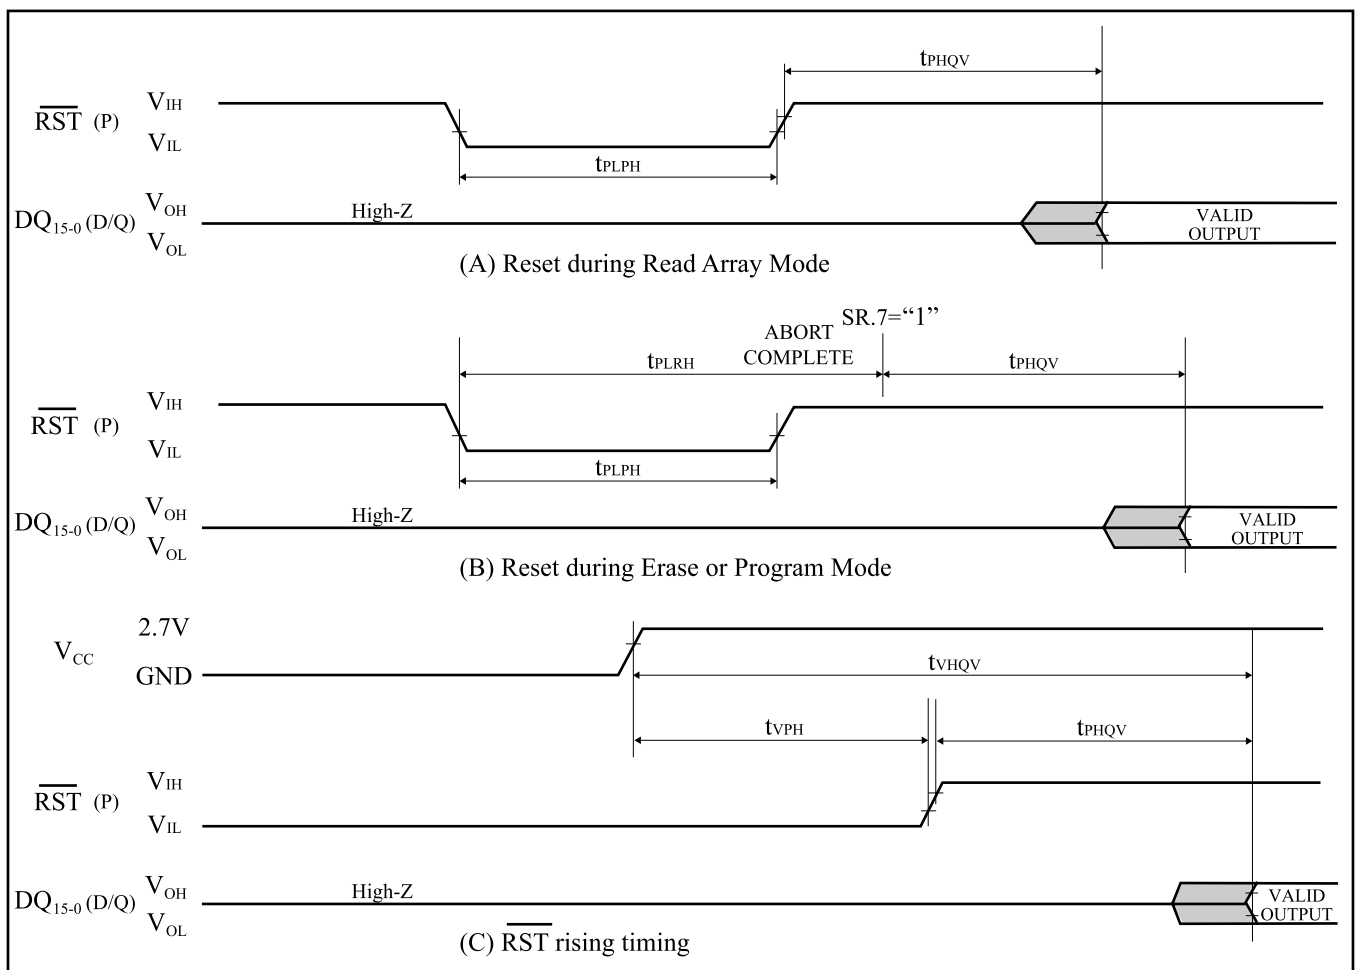 tPHQV
RST (P) VIH
VIL
tPLPH
DQ15-0 (D/Q) VOH
VOL
High-Z
VALID
OUTPUT
(A) Reset during Read Array Mode
SR.7=“1”
ABORT
COMPLETE
tPLRH
tPHQV
RST (P) VIH
VIL
tPLPH
DQ15-0 (D/Q) VOH
VOL
High-Z
VALID
OUTPUT
(B) Reset during Erase or Program Mode
VCC 2.7V
GND
tVHQV
tVPH
tPHQV
RST (P) VIH
VIL
DQ15-0 (D/Q) VOH
VOL
High-Z
VALID
OUTPUT
(C) RST rising timing